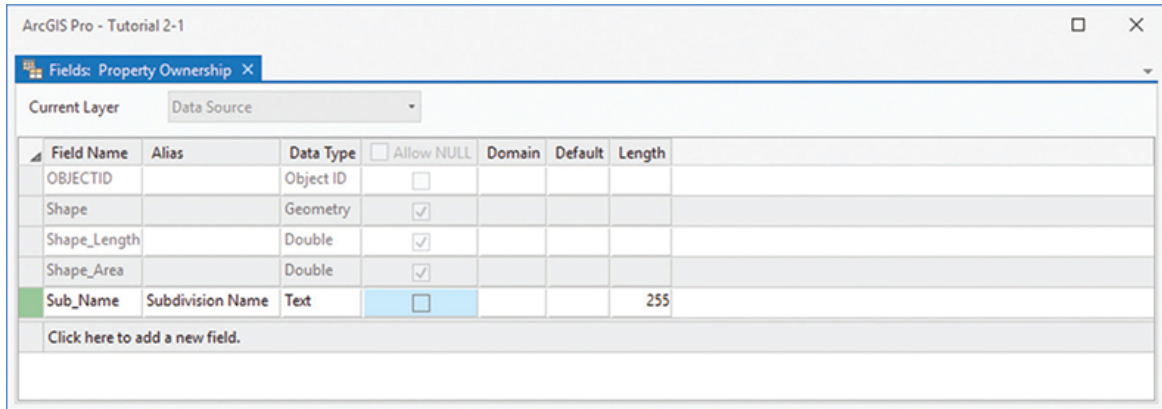 ArcGIS Pro - Tutorial 2-1
Fields: Property Ownership
Current Layer Data Source
Field Name Alias Data Type Allow NULL Domain Default Length
OBJECTID Object ID
Shape Geometry
Shape_Length Double
Shape_Area Double
Sub_Name Subdivision Name Text 255
Click here to add a new field.